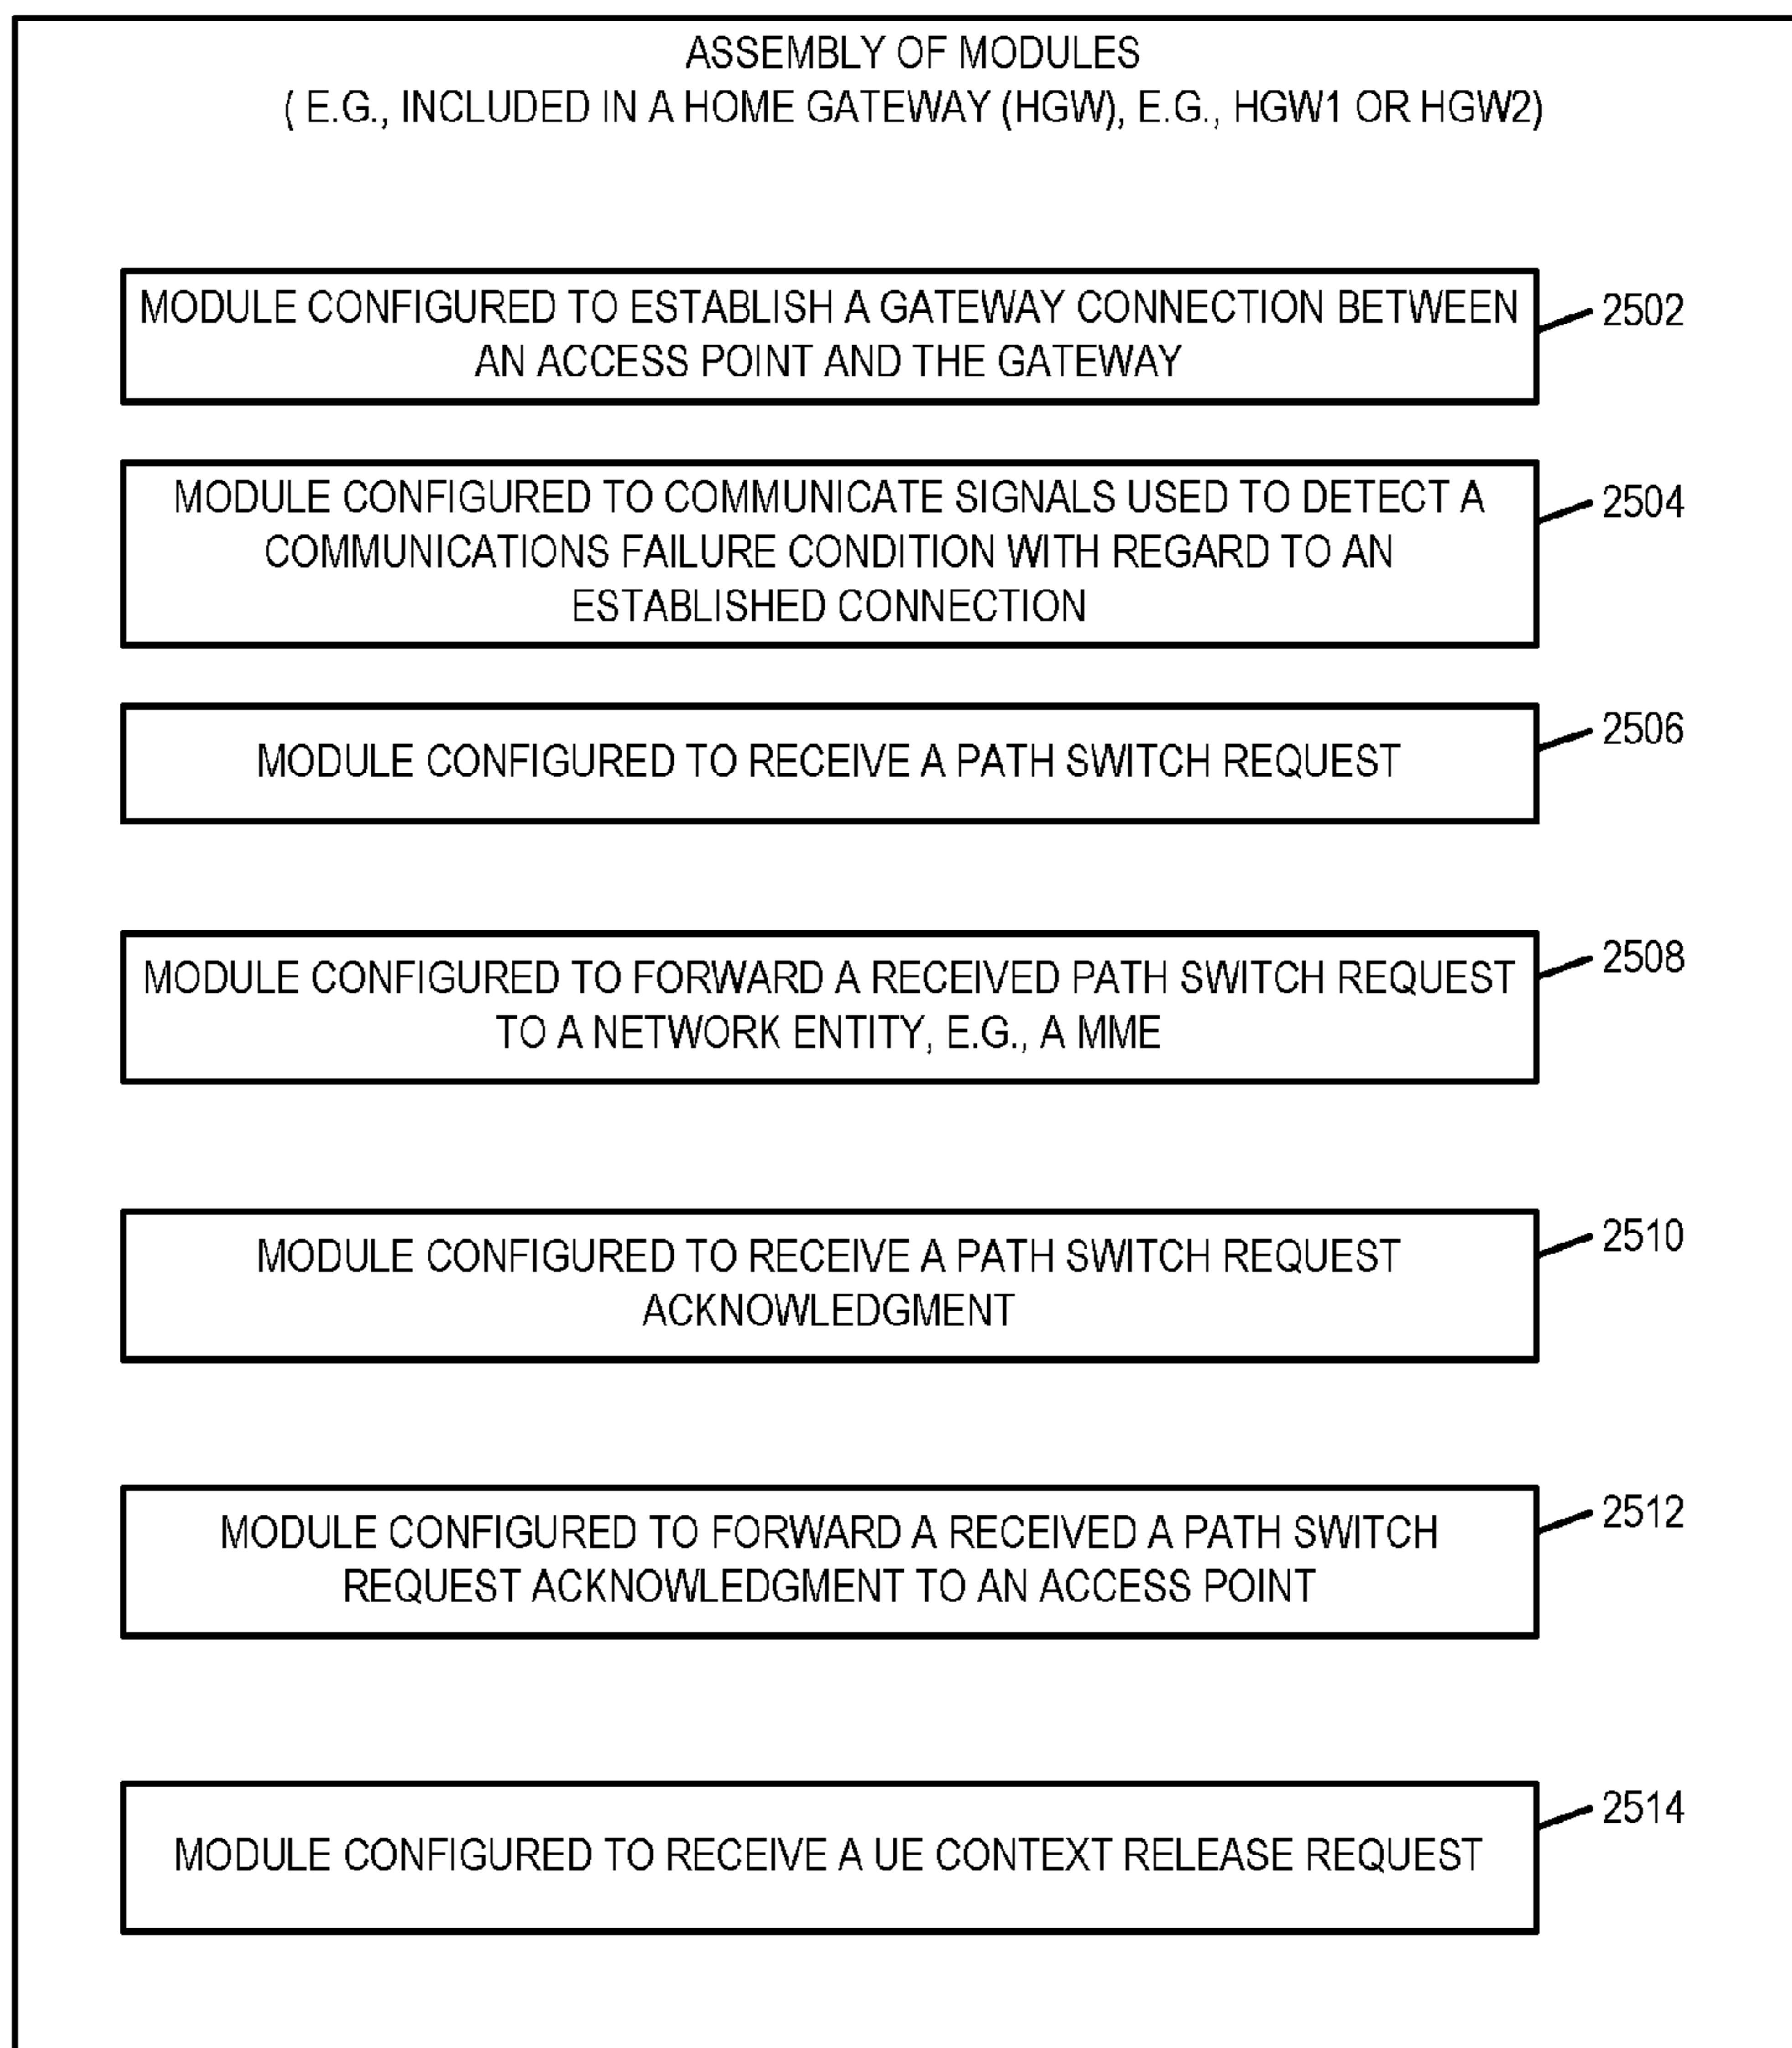 ASSEMBLY OF MODULES
( E.G., INCLUDED IN A HOME GATEWAY (HGW), E.G., HGW1 OR HGW2)
MODULE CONFIGURED TO ESTABLISH A GATEWAY CONNECTION BETWEEN
AN ACCESS POINT AND THE GATEWAY
2502
MODULE CONFIGURED TO COMMUNICATE SIGNALS USED TO DETECT A
COMMUNICATIONS FAILURE CONDITION WITH REGARD TO AN
ESTABLISHED CONNECTION
2504
MODULE CONFIGURED TO RECEIVE A PATH SWITCH REQUEST
2506
MODULE CONFIGURED TO FORWARD A RECEIVED PATH SWITCH REQUEST
TO A NETWORK ENTITY, E.G., A MME
2508
MODULE CONFIGURED TO RECEIVE A PATH SWITCH REQUEST
ACKNOWLEDGMENT
2510
MODULE CONFIGURED TO FORWARD A RECEIVED A PATH SWITCH
REQUEST ACKNOWLEDGMENT TO AN ACCESS POINT
2512
MODULE CONFIGURED TO RECEIVE A UE CONTEXT RELEASE REQUEST
2514